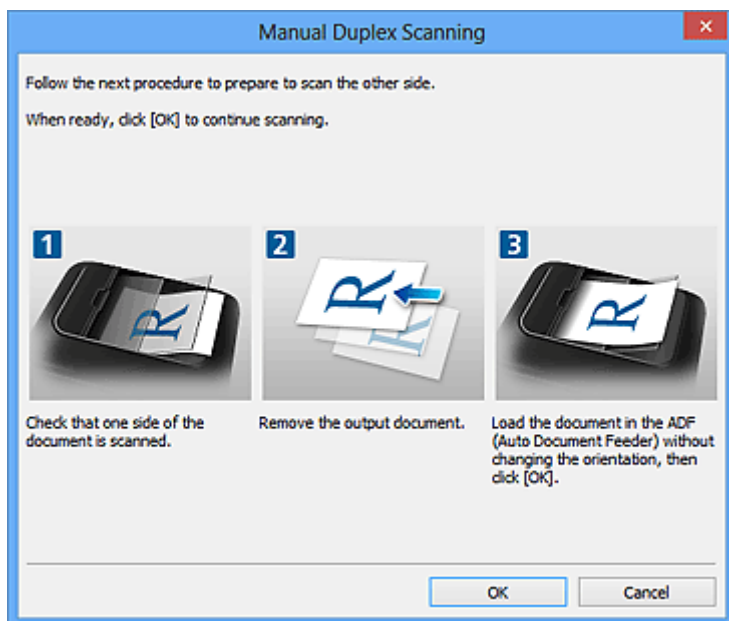 Manual Duplex Scanning
Follow the next procedure to prepare to scan the other side.
When ready, click [OK] to continue scanning.
1
R
Check that one side of the
document is scanned.
2
R
R
Remove the output document.
3
R
Load the document in the ADF
(Auto Document Feeder) without
changing the orientation, then
click [OK].
OK
Cancel